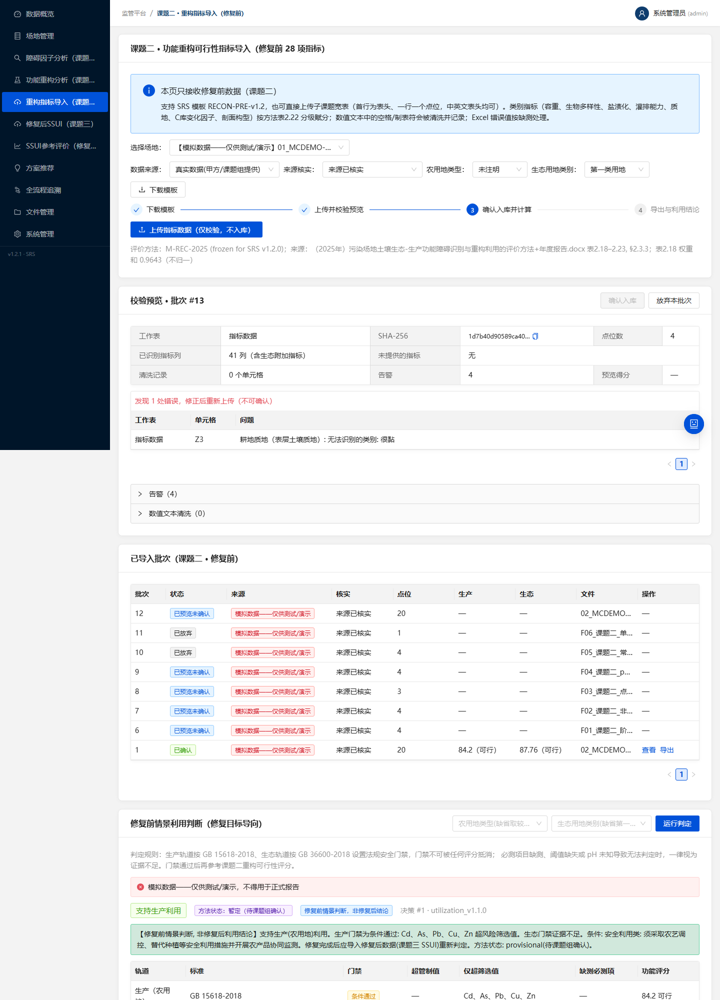 数据概览
场地管理
障碍因子分析（课题...
功能重构分析（课题...
重构指标导入（课题...
修复后SSUI（课题三）
SSUI参考评价（修复...
方案推荐
全流程追溯
文件管理
系统管理
v1.2.1 · SRS
监管平台 / 课题二 • 重构指标导入（修复前）
系统管理员 (admin)
课题二 • 功能重构可行性指标导入（修复前 28 项指标）
本页只接收修复前数据（课题二）
支持 SRS 模板 RECON-PRE-v1.2，也可直接上传子课题宽表（首行为表头、一行一个点位，中英文表头均可）。类别指标（容重、生物多样性、盐渍化、灌排能力、质
地、C库变化因子、剖面构型）按方法表2.22 分级赋分；数值文本中的空格/制表符会被清洗并记录；Excel 错误值按缺测处理。
选择场地： 【模拟数据——仅供测试/演示】01_MCDEMO-...
数据来源： 真实数据(甲方/课题组提供) 来源核实： 来源已核实 农用地类型： 未注明 生态用地类别： 第一类用地
下载模板
下载模板 上传并校验预览 3 确认入库并计算 4 导出与利用结论
上传指标数据（仅校验，不入库）
评价方法：M-REC-2025 (frozen for SRS v1.2.0)；来源：（2025年）污染场地土壤生态-生产功能障碍识别与重构利用的评价方法+年度报告.docx 表2.18–2.23, §2.3.3；表2.18 权重
和 0.9643（不归一）
校验预览 • 批次 #13
确认入库 放弃本批次
工作表 指标数据 SHA-256 1d7b40d90589ca40... 点位数 4
已识别指标列 41 列（含生态附加指标） 未提供的指标 无
清洗记录 0 个单元格 告警 4 预览得分 —
发现 1 处错误，修正后重新上传（不可确认）
工作表 单元格 问题
指标数据 Z3 耕地质地（表层土壤质地）: 无法识别的类别: 很黏
1
告警（4）
数值文本清洗（0）
已导入批次（课题二 • 修复前）
批次 状态 来源 核实 点位 生产 生态 文件 操作
12 已预览未确认 模拟数据——仅供测试/演示 来源已核实 20 — — 02_MCDEMO... —
11 已放弃 模拟数据——仅供测试/演示 来源已核实 1 — — F06_课题二_单... —
10 已放弃 模拟数据——仅供测试/演示 来源已核实 4 — — F05_课题二_常... —
9 已预览未确认 模拟数据——仅供测试/演示 来源已核实 4 — — F04_课题二_p... —
8 已预览未确认 模拟数据——仅供测试/演示 来源已核实 3 — — F03_课题二_点... —
7 已预览未确认 模拟数据——仅供测试/演示 来源已核实 4 — — F02_课题二_非... —
6 已预览未确认 模拟数据——仅供测试/演示 来源已核实 4 — — F01_课题二_阶... —
1 已确认 模拟数据——仅供测试/演示 来源已核实 20 84.2（可行） 87.76（可行） 02_MCDEMO... 查看 导出
1
修复前情景利用判断（修复目标导向）
农用地类型(缺省取较... 生态用地类别(缺省第一... 运行判定
判定规则：生产轨道按 GB 15618-2018、生态轨道按 GB 36600-2018 设置法规安全门禁，门禁不可被任何评分抵消； 必测项目缺测、阈值缺失或 pH 未知导致无法判定时，一律视为
证据不足。门禁通过后再参考课题二重构可行性评分。
模拟数据——仅供测试/演示，不得用于正式报告
支持生产利用 方法状态：暂定（待课题组确认） 修复前情景判断，非修复后结论 决策 #1 · utilization_v1.1.0
【修复前情景判断, 非修复后利用结论】支持生产(农用地)利用。生产门禁为条件通过: Cd、As、Pb、Cu、Zn 超风险筛选值。生态门禁证据不足。条件: 安全利用类: 须采取农艺调
控、替代种植等安全利用措施并开展农产品协同监测。修复完成后应导入修复后数据(课题三 SSUI)重新判定。方法状态: provisional(待课题组确认)。
轨道 标准 门禁 超管制值 仅超筛选值 缺测必测项 功能评分
生产（农用 GB 15618-2018 条件通过 — Cd、As、Pb、Cu、Zn — 84.2 可行